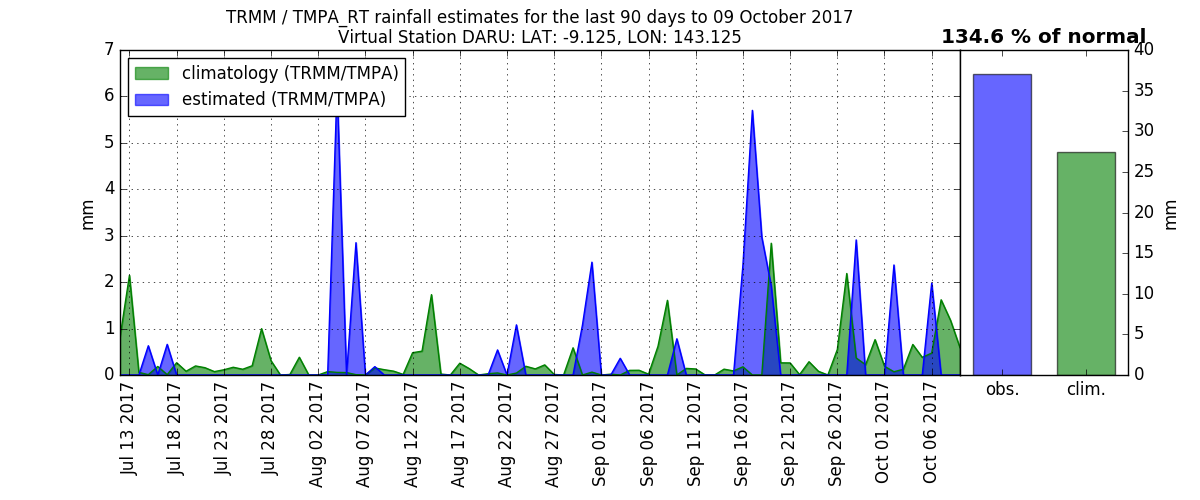 TRMM / TMPA_RT rainfall estimates for the last 90 days to 09 October 2017
Virtual Station DARU: LAT: -9.125, LON: 143.125
134.6 % of normal
climatology (TRMM/TMPA)
estimated (TRMM/TMPA)
7
6
5
4
3
2
1
0
mm
Jul 13 2017
Jul 18 2017
Jul 23 2017
Jul 28 2017
Aug 02 2017
Aug 07 2017
Aug 12 2017
Aug 17 2017
Aug 22 2017
Aug 27 2017
Sep 01 2017
Sep 06 2017
Sep 11 2017
Sep 16 2017
Sep 21 2017
Sep 26 2017
Oct 01 2017
Oct 06 2017
obs.
clim.
40
35
30
25
20
15
10
5
0
mm